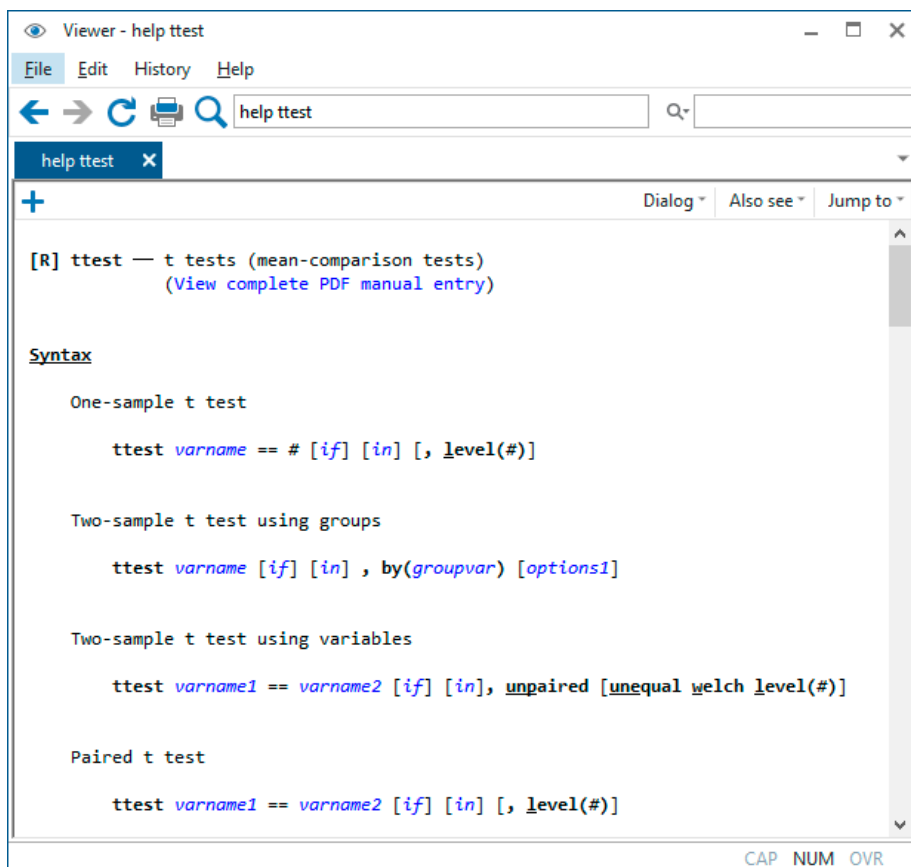 Viewer - help ttest
File Edit History Help
help ttest
help ttest
Dialog Also see Jump to
[R] ttest — t tests (mean-comparison tests)
(View complete PDF manual entry)
Syntax
One-sample t test
ttest varname == # [if] [in] [, level(#)]
Two-sample t test using groups
ttest varname [if] [in] , by(groupvar) [options1]
Two-sample t test using variables
ttest varname1 == varname2 [if] [in], unpaired [unequal welch level(#)]
Paired t test
ttest varname1 == varname2 [if] [in] [, level(#)]
CAP NUM OVR